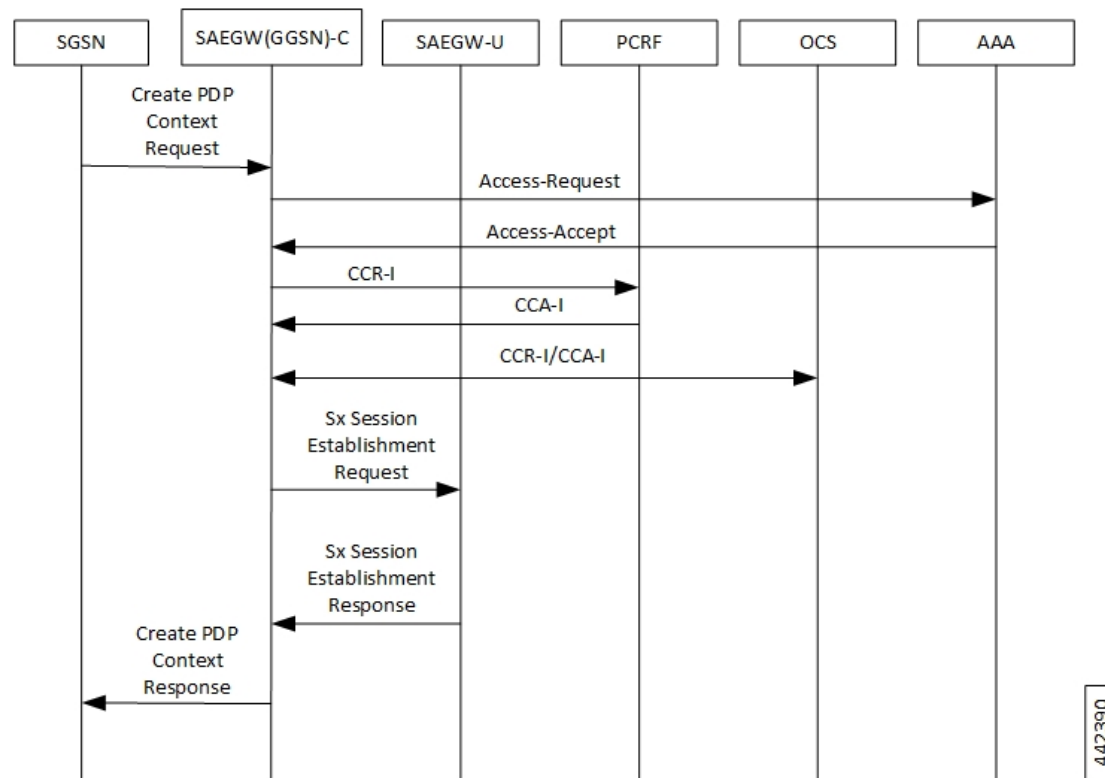 SGSN
SAEGW(GGSN)-C
SAEGW-U
PCRF
OCS
AAA
Create PDP
Context
Request
Access-Request
Access-Accept
CCR-I
CCA-I
CCR-I/CCA-I
Sx Session
Establishment
Request
Sx Session
Establishment
Response
Create PDP
Context
Response
442390